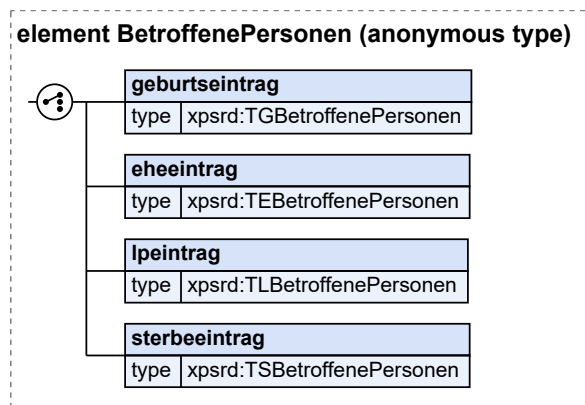 element BetroffenePersonen (anonymous type)
geburtseintrag
type xpsrd:TGBetroffenePersonen
eheeintrag
type xpsrd:TEBetroffenePersonen
lpeintrag
type xpsrd:TLBetroffenePersonen
sterbeeintrag
type xpsrd:TSBetroffenePersonen